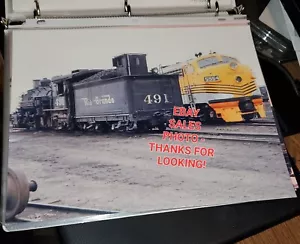 Rio Grande
491
EBAY
SALES
PHOTO
THANKS FOR
LOOKING!